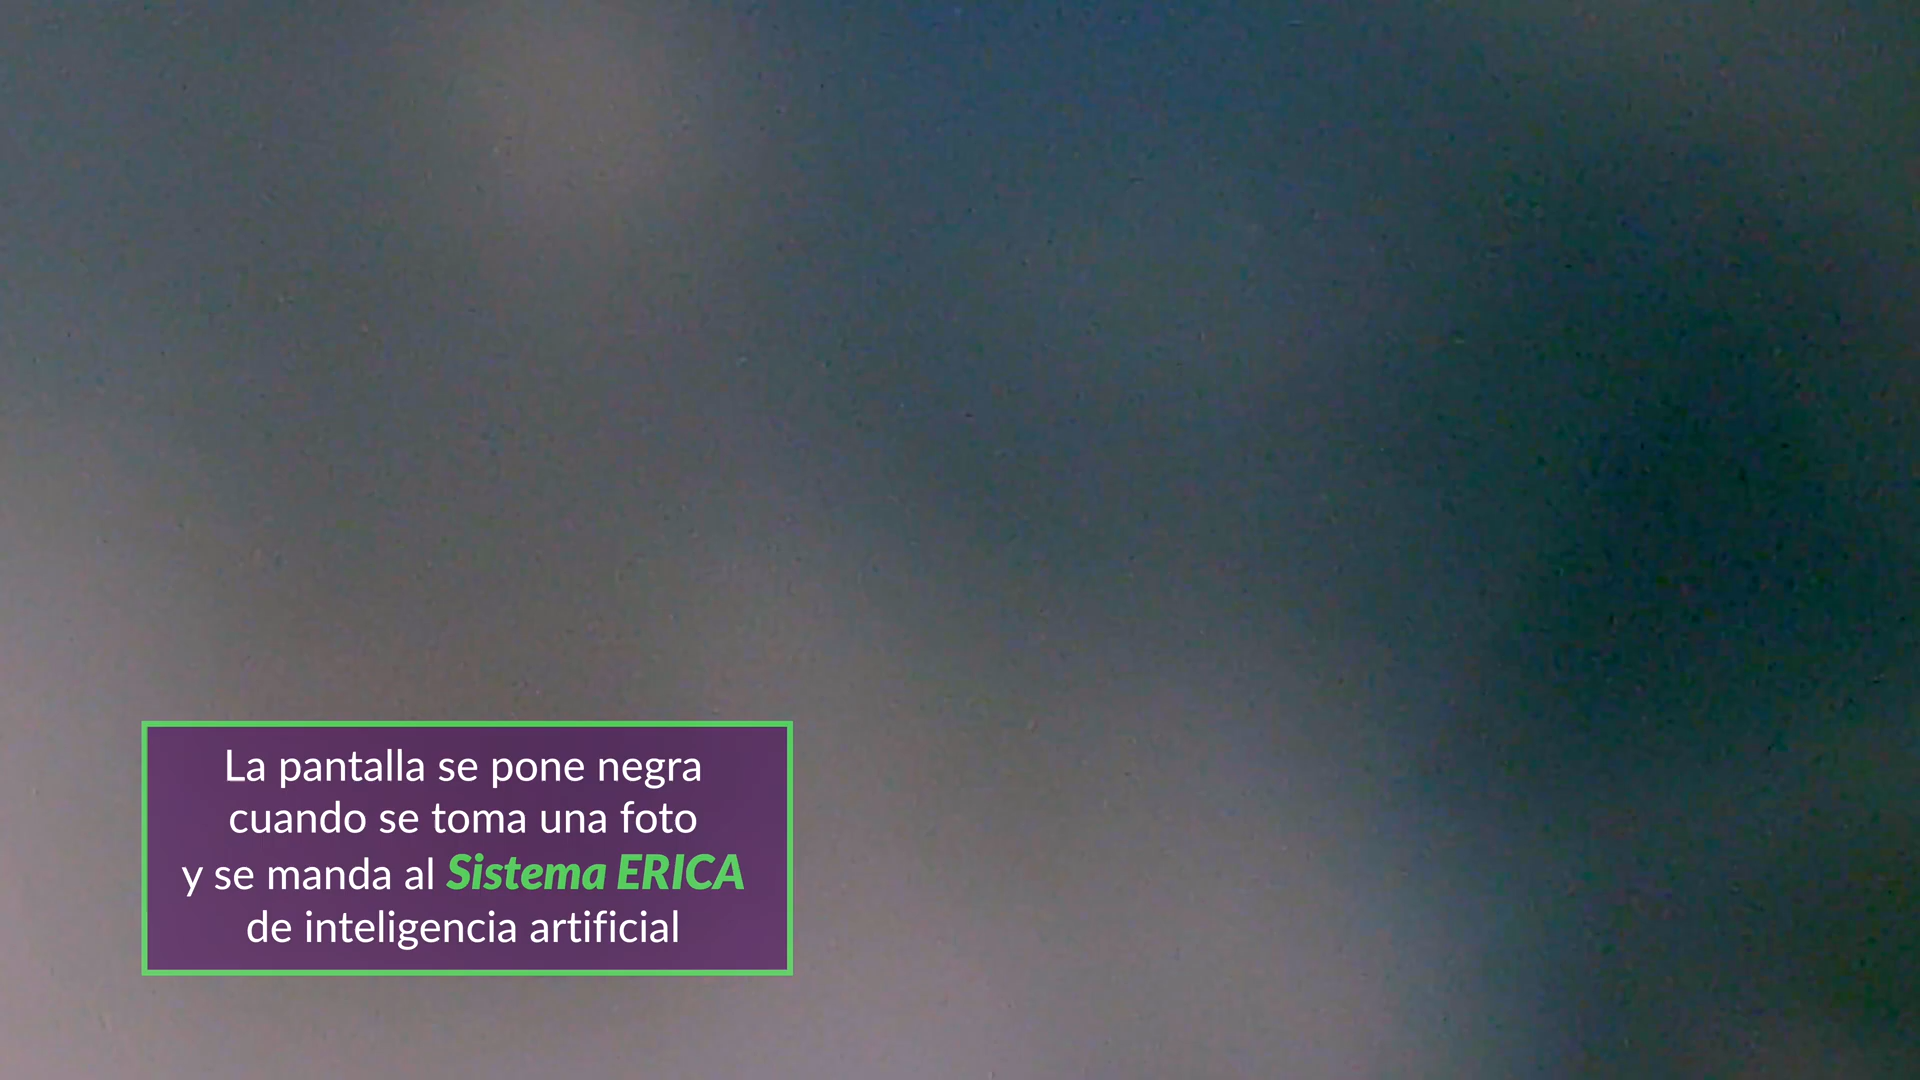 La pantalla se pone negra
cuando se toma una foto
y se manda al Sistema ERICA
de inteligencia artificial